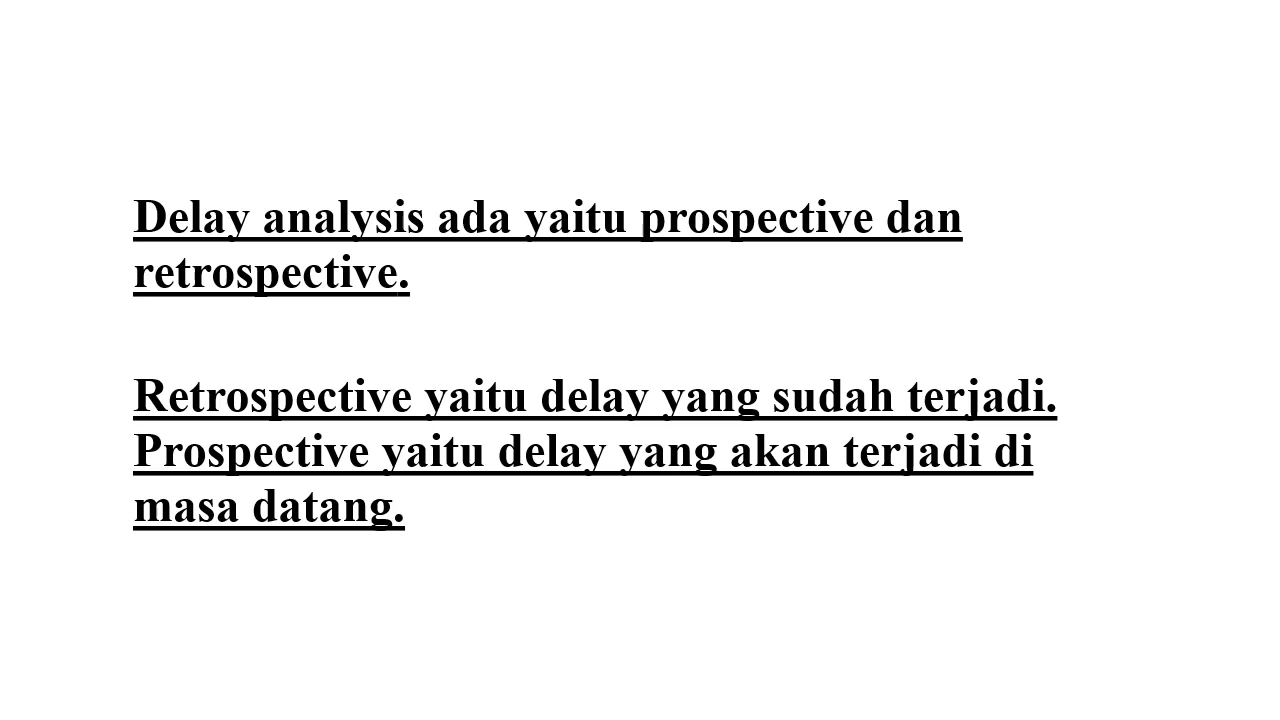 Delay analysis ada yaitu prospective dan
retrospective.
Retrospective yaitu delay yang sudah terjadi.
Prospective yaitu delay yang akan terjadi di
masa datang.